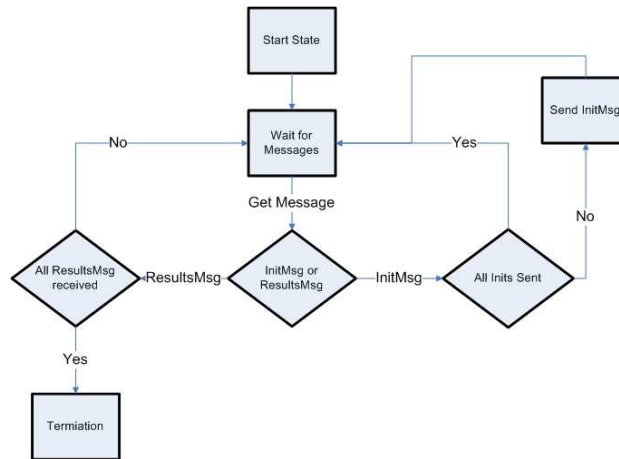 Start State
Send InitMsg
Wait for
Messages
No
Yes
Get Message
No
All ResultsMsg
received
ResultsMsg
InitMsg or
ResultsMsg
InitMsg
All Inits Sent
Yes
Termiation